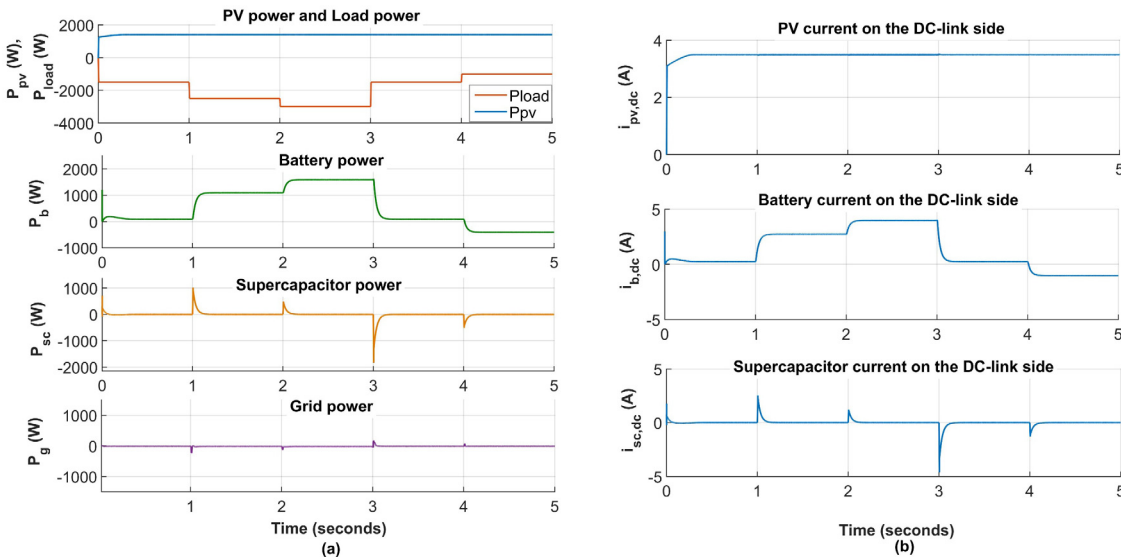 PV power and Load power
P_pv (W),
P_load (W)
2000
0
-2000
-4000
Pload
Ppv
0 1 2 3 4 5
Battery power
P_b (W)
2000
1000
0
-1000
0 1 2 3 4 5
Supercapacitor power
P_sc (W)
1000
0
-1000
-2000
0 1 2 3 4 5
Grid power
P_g (W)
1000
0
-1000
1 2 3 4 5
Time (seconds)
(a)
PV current on the DC-link side
i_pv,dc (A)
4
2
0
0 1 2 3 4 5
Battery current on the DC-link side
i_b,dc (A)
5
0
-5
0 1 2 3 4 5
Supercapacitor current on the DC-link side
i_sc,dc (A)
5
0
-5
0 1 2 3 4 5
Time (seconds)
(b)